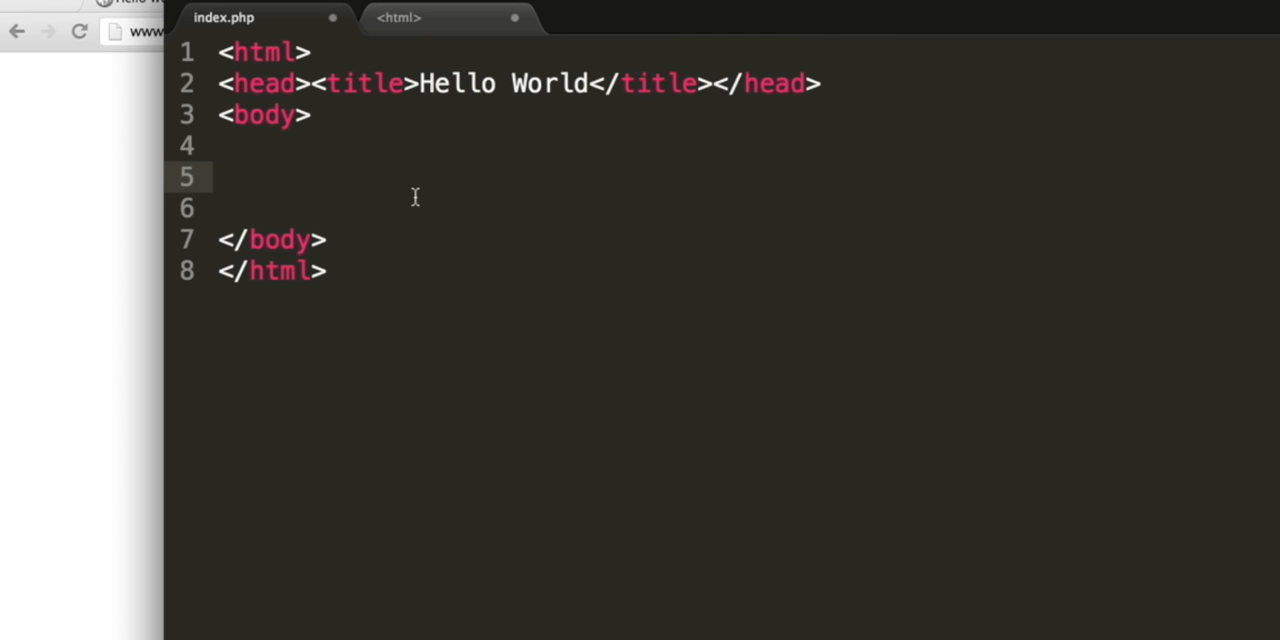 index.php
<html>
www
1 <html>
2 <head><title>Hello World</title></head>
3 <body>
4
5
6
7 </body>
8 </html>